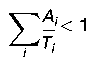 ∑_i A_i/T_i < 1